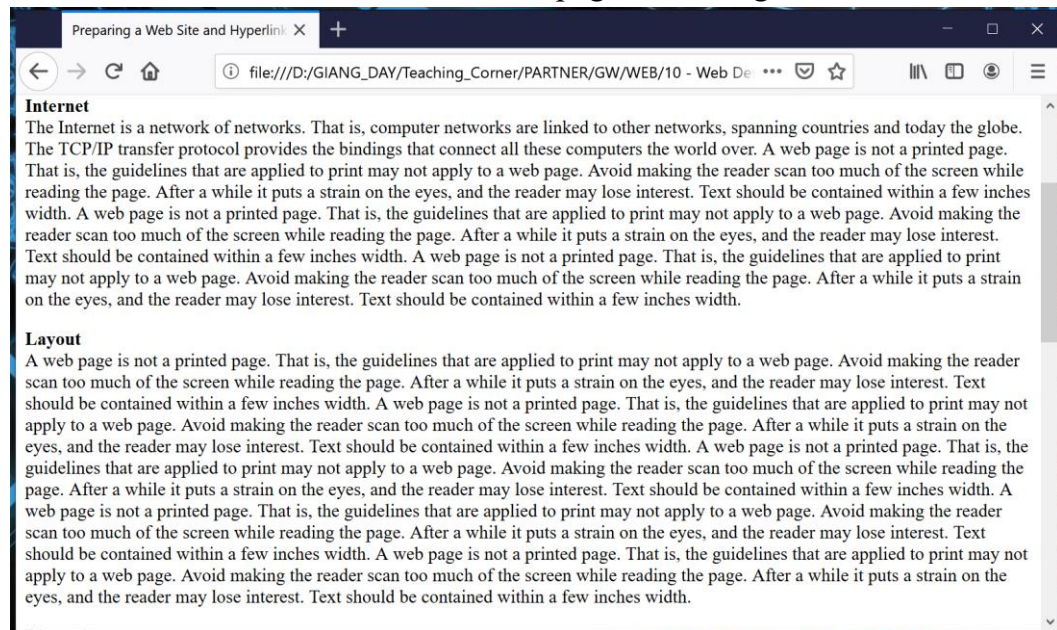 Preparing a Web Site and Hyperlink
file:///D:/GIANG_DAY/Teaching_Corner/PARTNER/GW/WEB/10 - Web De
Internet
The Internet is a network of networks. That is, computer networks are linked to other networks, spanning countries and today the globe.
The TCP/IP transfer protocol provides the bindings that connect all these computers the world over. A web page is not a printed page.
That is, the guidelines that are applied to print may not apply to a web page. Avoid making the reader scan too much of the screen while
reading the page. After a while it puts a strain on the eyes, and the reader may lose interest. Text should be contained within a few inches
width. A web page is not a printed page. That is, the guidelines that are applied to print may not apply to a web page. Avoid making the
reader scan too much of the screen while reading the page. After a while it puts a strain on the eyes, and the reader may lose interest.
Text should be contained within a few inches width. A web page is not a printed page. That is, the guidelines that are applied to print
may not apply to a web page. Avoid making the reader scan too much of the screen while reading the page. After a while it puts a strain
on the eyes, and the reader may lose interest. Text should be contained within a few inches width.
Layout
A web page is not a printed page. That is, the guidelines that are applied to print may not apply to a web page. Avoid making the reader
scan too much of the screen while reading the page. After a while it puts a strain on the eyes, and the reader may lose interest. Text
should be contained within a few inches width. A web page is not a printed page. That is, the guidelines that are applied to print may not
apply to a web page. Avoid making the reader scan too much of the screen while reading the page. After a while it puts a strain on the
eyes, and the reader may lose interest. Text should be contained within a few inches width. A web page is not a printed page. That is, the
guidelines that are applied to print may not apply to a web page. Avoid making the reader scan too much of the screen while reading the
page. After a while it puts a strain on the eyes, and the reader may lose interest. Text should be contained within a few inches width. A
web page is not a printed page. That is, the guidelines that are applied to print may not apply to a web page. Avoid making the reader
scan too much of the screen while reading the page. After a while it puts a strain on the eyes, and the reader may lose interest. Text
should be contained within a few inches width. A web page is not a printed page. That is, the guidelines that are applied to print may not
apply to a web page. Avoid making the reader scan too much of the screen while reading the page. After a while it puts a strain on the
eyes, and the reader may lose interest. Text should be contained within a few inches width.